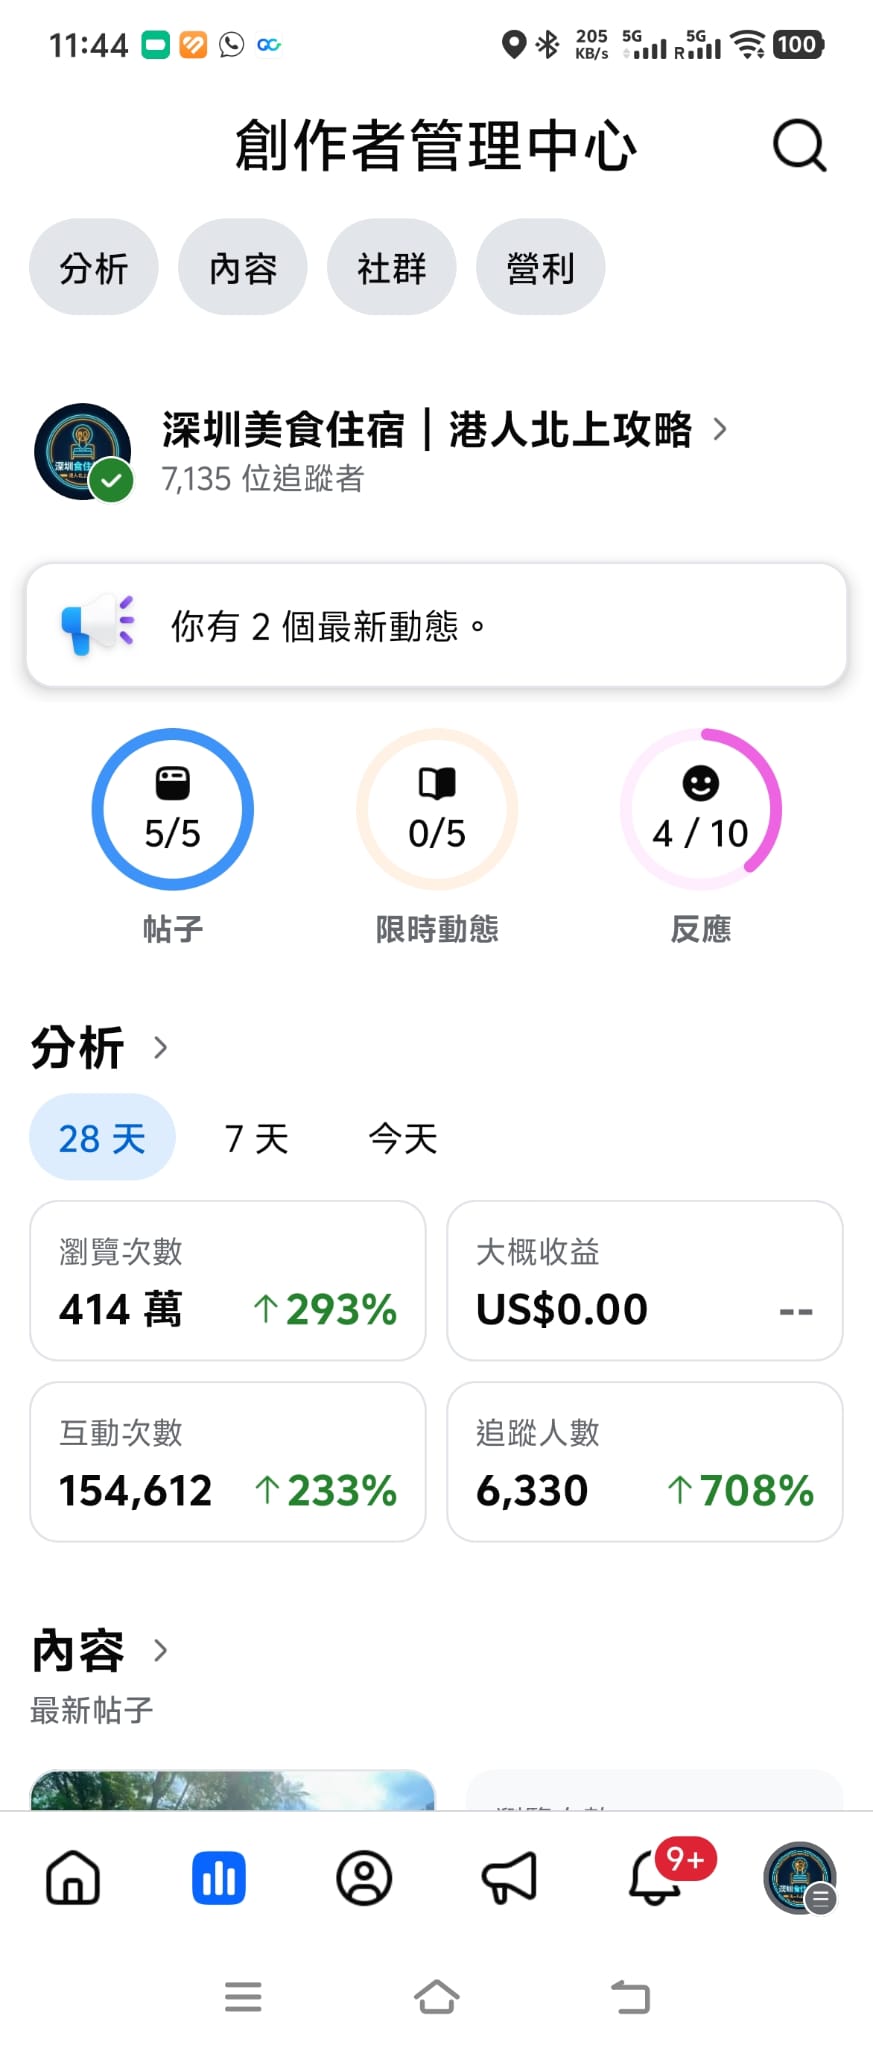 11:44
205 KB/s 5G R 5G 100
創作者管理中心
分析 內容 社群 營利
深圳美食住宿 | 港人北上攻略
7,135 位追蹤者
你有 2 個最新動態。
5/5 0/5 4 / 10
帖子 限時動態 反應
分析
28 天 7 天 今天
瀏覽次數 大概收益
414 萬 ↑293% US$0.00 --
互動次數 追蹤人數
154,612 ↑233% 6,330 ↑708%
內容
最新帖子
9+